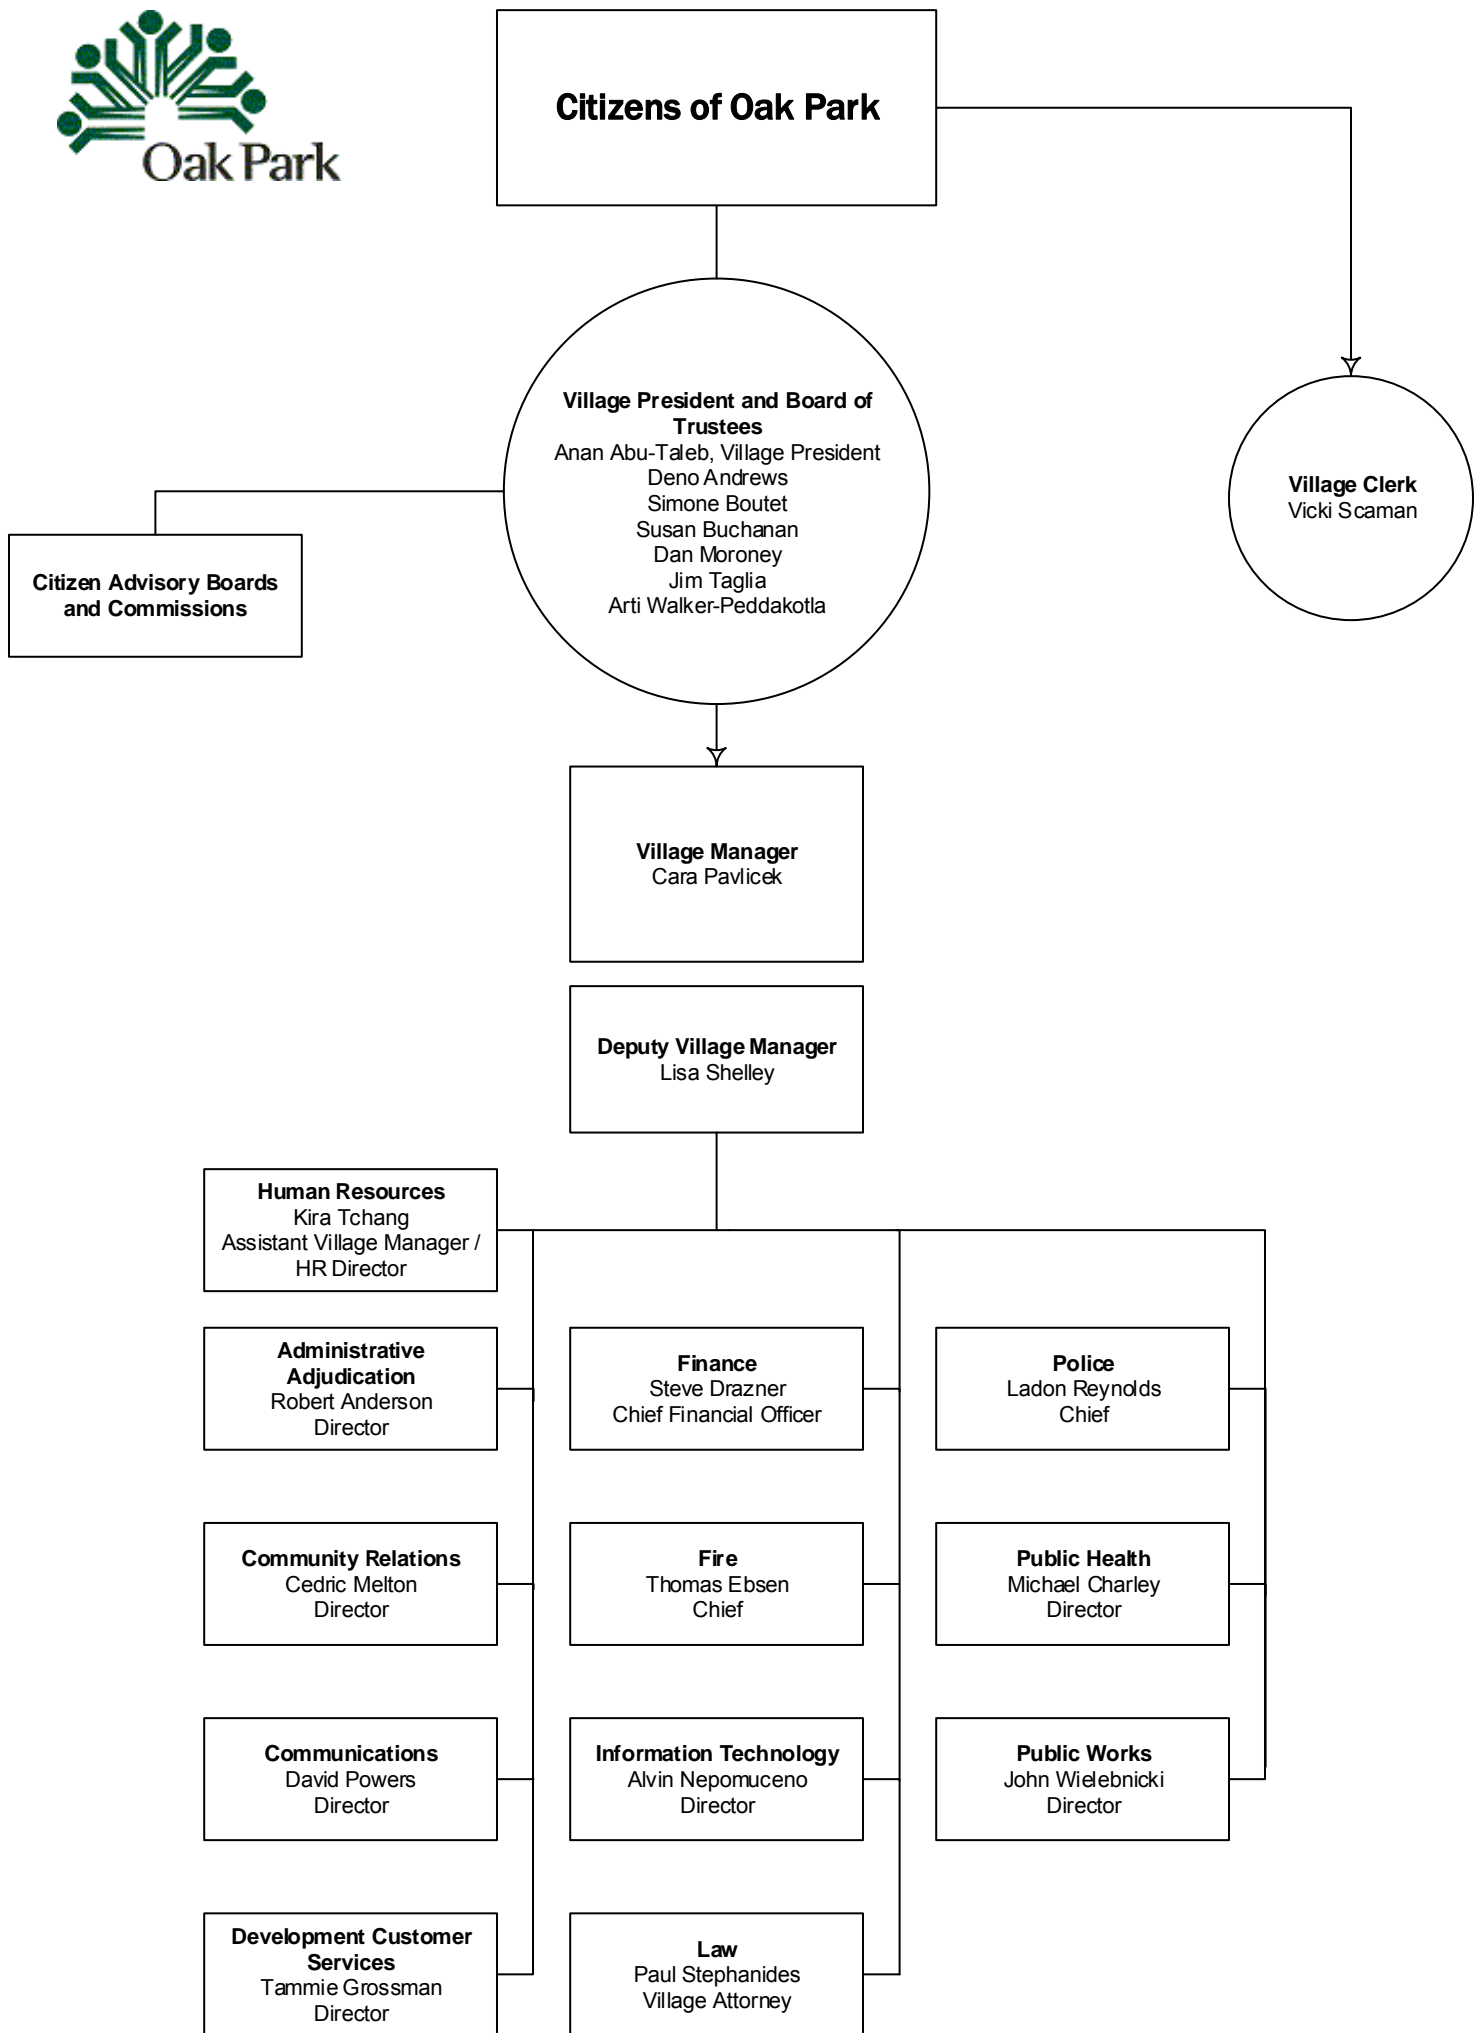 Oak Park
Citizens of Oak Park
Village President and Board of
Trustees
Anan Abu-Taleb, Village President
Deno Andrews
Simone Boutet
Susan Buchanan
Dan Moroney
Jim Taglia
Arti Walker-Peddakotla
Village Clerk
Vicki Scaman
Citizen Advisory Boards
and Commissions
Village Manager
Cara Pavlicek
Deputy Village Manager
Lisa Shelley
Human Resources
Kira Tchang
Assistant Village Manager /
HR Director
Administrative
Adjudication
Robert Anderson
Director
Finance
Steve Drazner
Chief Financial Officer
Police
Ladon Reynolds
Chief
Community Relations
Cedric Melton
Director
Fire
Thomas Ebsen
Chief
Public Health
Michael Charley
Director
Communications
David Powers
Director
Information Technology
Alvin Nepomuceno
Director
Public Works
John Wielebnicki
Director
Development Customer
Services
Tammie Grossman
Director
Law
Paul Stephanides
Village Attorney